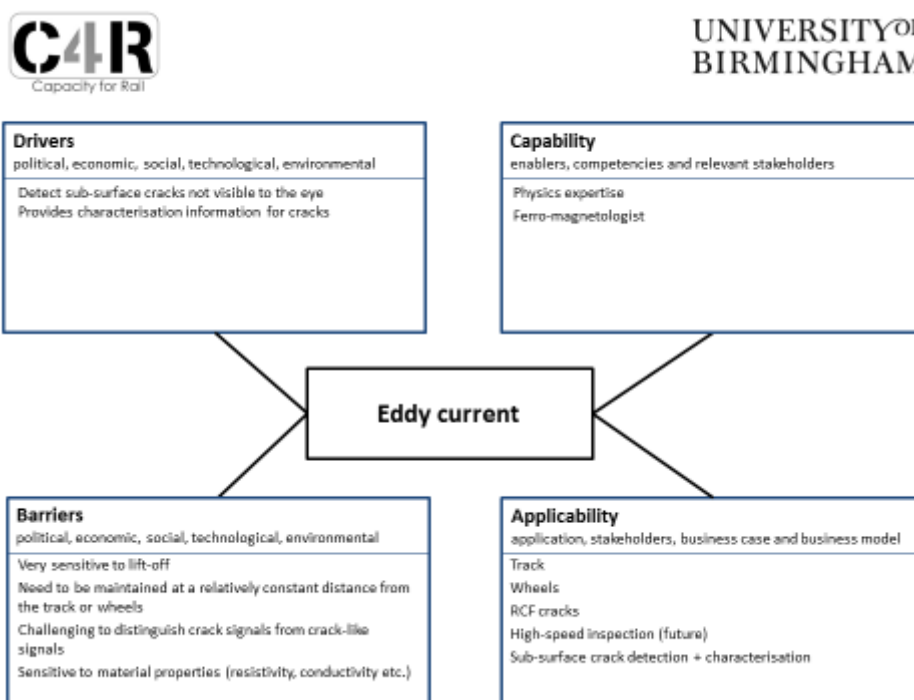 C4R
Capacity for Rail
UNIVERSITY OF
BIRMINGHAM
Drivers
political, economic, social, technological, environmental
Detect sub-surface cracks not visible to the eye
Provides characterisation information for cracks
Capability
enablers, competencies and relevant stakeholders
Physics expertise
Ferro-magnetologist
Eddy current
Barriers
political, economic, social, technological, environmental
Very sensitive to lift-off
Need to be maintained at a relatively constant distance from
the track or wheels
Challenging to distinguish crack signals from crack-like
signals
Sensitive to material properties (resistivity, conductivity etc.)
Applicability
application, stakeholders, business case and business model
Track
Wheels
RCF cracks
High-speed inspection (future)
Sub-surface crack detection + characterisation